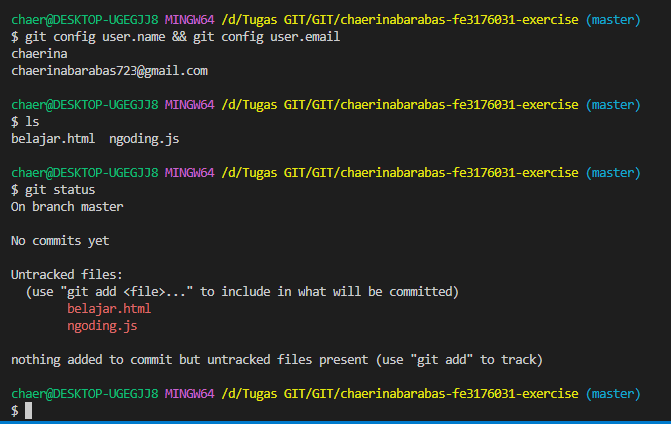 chaer@DESKTOP-UGEGJJ8 MINGW64 /d/Tugas GIT/GIT/chaerinabarabas-fe3176031-exercise (master)
$ git config user.name && git config user.email
chaerina
chaerinabarabas723@gmail.com
chaer@DESKTOP-UGEGJJ8 MINGW64 /d/Tugas GIT/GIT/chaerinabarabas-fe3176031-exercise (master)
$ ls
belajar.html  ngoding.js
chaer@DESKTOP-UGEGJJ8 MINGW64 /d/Tugas GIT/GIT/chaerinabarabas-fe3176031-exercise (master)
$ git status
On branch master
No commits yet
Untracked files:
  (use "git add <file>..." to include in what will be committed)
        belajar.html
        ngoding.js
nothing added to commit but untracked files present (use "git add" to track)
chaer@DESKTOP-UGEGJJ8 MINGW64 /d/Tugas GIT/GIT/chaerinabarabas-fe3176031-exercise (master)
$